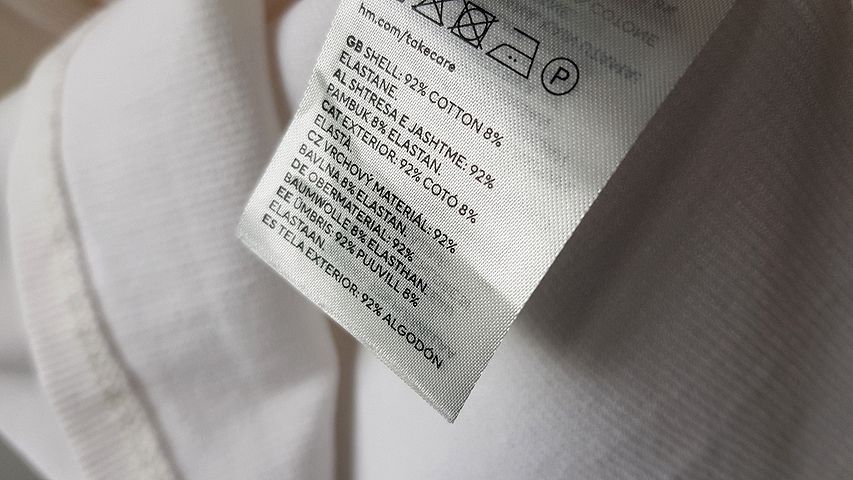 hm.com/takecare
P
GB SHELL: 92% COTTON 8%
ELASTANE.
AL SHTRESA E JASHTME: 92%
PAMBUK 8% ELASTAN.
CAT EXTERIOR: 92% COTÓ 8%
ELASTÀ.
CZ VRCHOVÝ MATERIÁL: 92%
BAVLNA 8% ELASTAN.
DE OBERMATERIAL: 92%
BAUMWOLLE 8% ELASTHAN.
EE ÜMBRIS: 92% PUUVILL 8%
ELASTAAN.
ES TELA EXTERIOR: 92% ALGODÓN